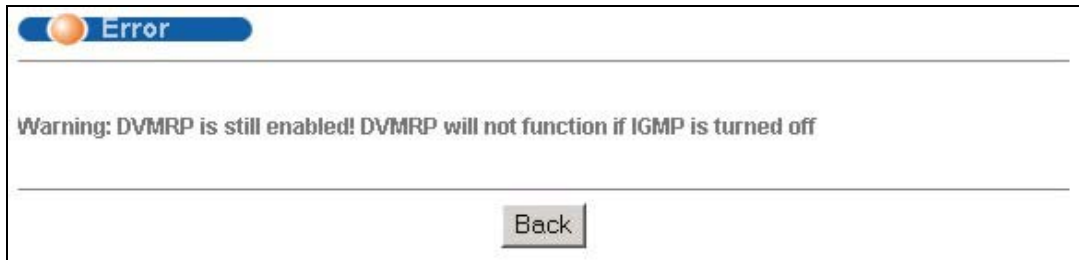 Error
Warning: DVMRP is still enabled! DVMRP will not function if IGMP is turned off
Back